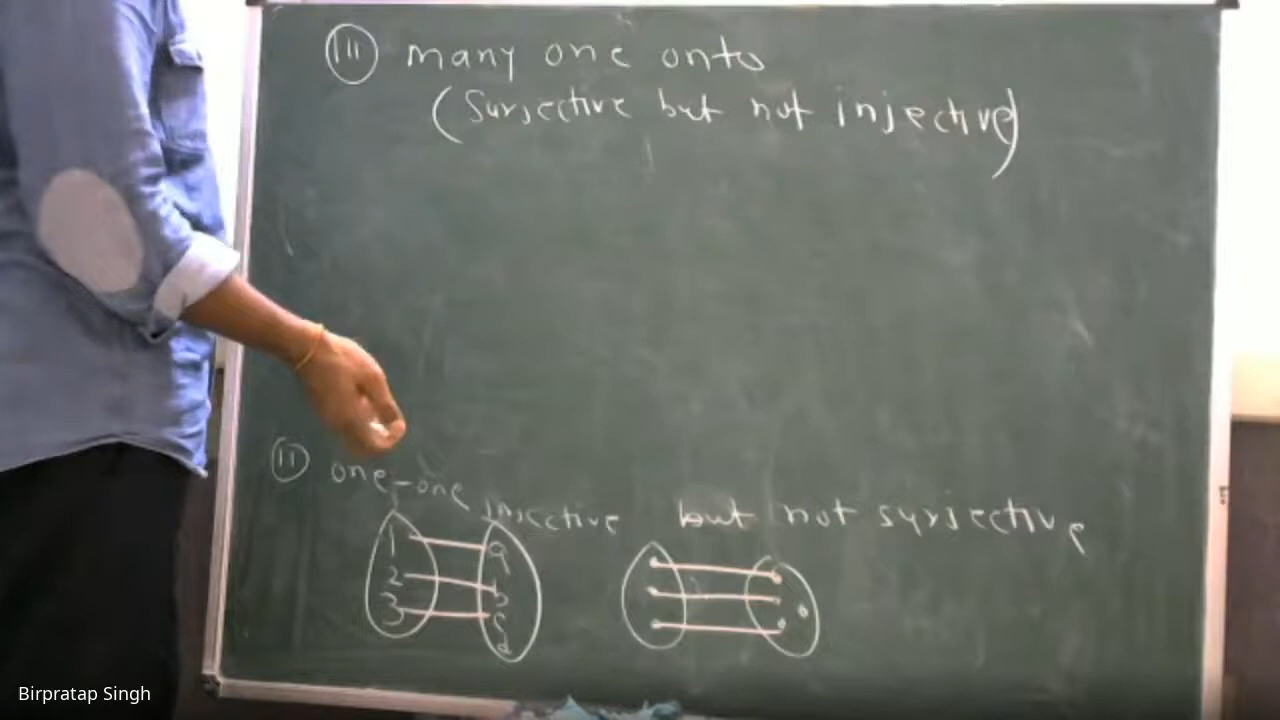 III many one onto
(Surjective but not injective)
II one-one injective but not surjective
1 a
2 b
3 c
d
Birpratap Singh